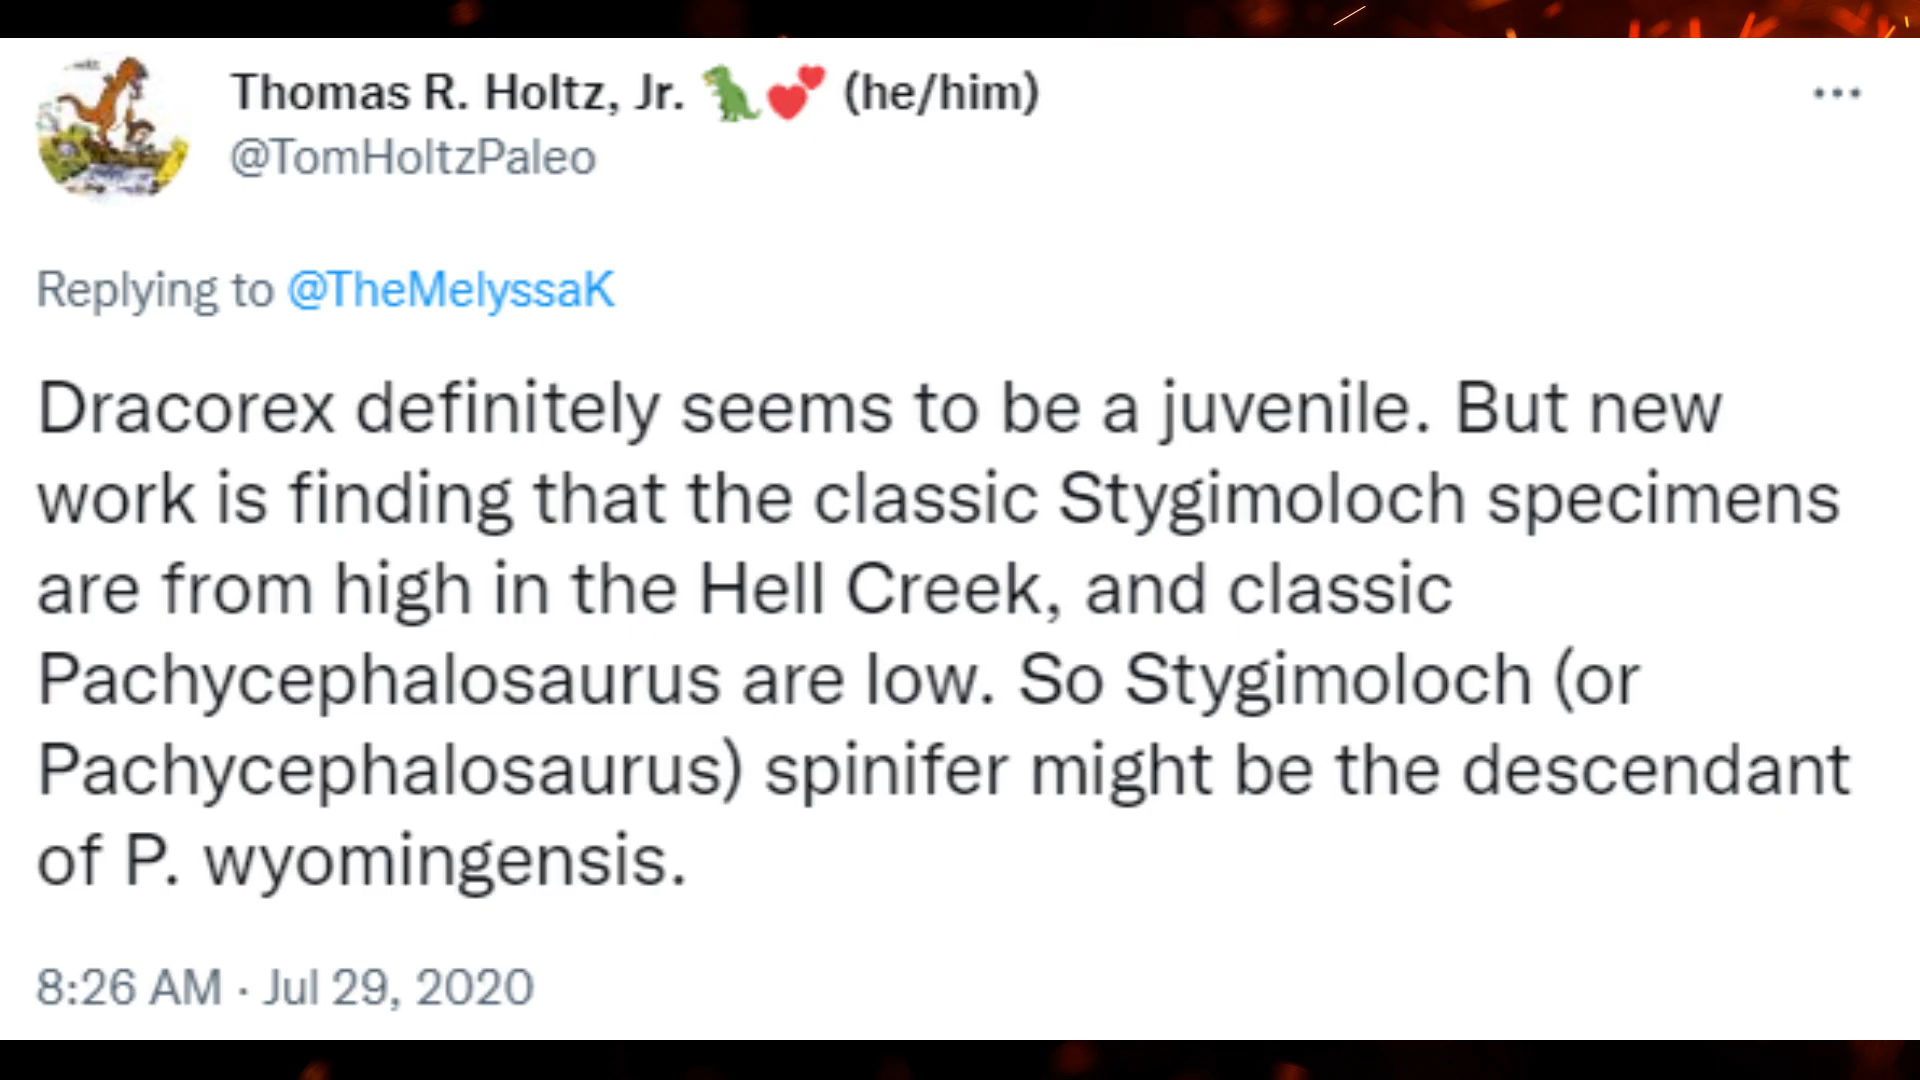 Thomas R. Holtz, Jr. 🦖💕 (he/him)
@TomHoltzPaleo
Replying to @TheMelyssaK
Dracorex definitely seems to be a juvenile. But new
work is finding that the classic Stygimoloch specimens
are from high in the Hell Creek, and classic
Pachycephalosaurus are low. So Stygimoloch (or
Pachycephalosaurus) spinifer might be the descendant
of P. wyomingensis.
8:26 AM · Jul 29, 2020